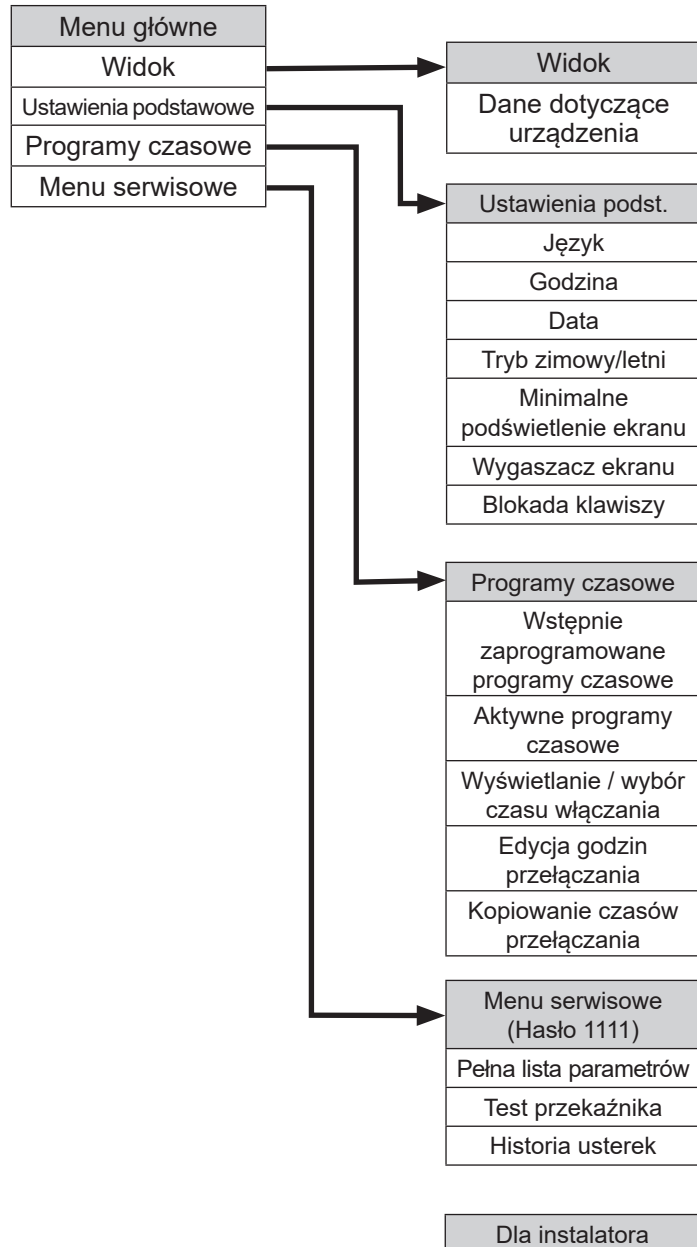 Menu główne
Widok
Ustawienia podstawowe
Programy czasowe
Menu serwisowe
Widok
Dane dotyczące
urządzenia
Ustawienia podst.
Język
Godzina
Data
Tryb zimowy/letni
Minimalne
podświetlenie ekranu
Wygaszacz ekranu
Blokada klawiszy
Programy czasowe
Wstępnie
zaprogramowane
programy czasowe
Aktywne programy
czasowe
Wyświetlanie / wybór
czasu włączania
Edycja godzin
przełączania
Kopiowanie czasów
przełączania
Menu serwisowe
(Hasło 1111)
Pełna lista parametrów
Test przekaźnika
Historia usterek
Dla instalatora